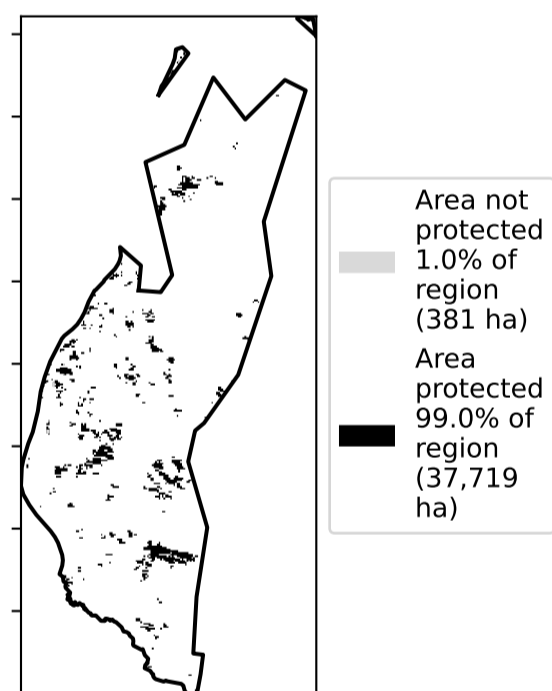 Area not
protected
1.0% of
region
(381 ha)
Area
protected
99.0% of
region
(37,719
ha)